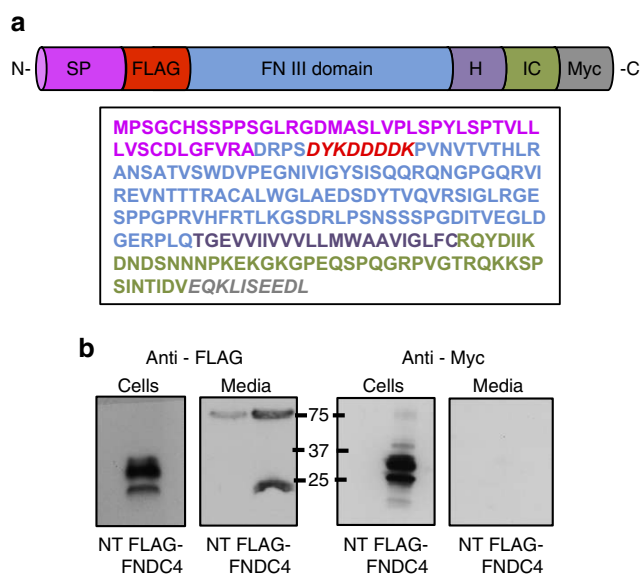 a
N- SP FLAG FN III domain H IC Myc -C
MPSGCHSSPPSGLRGDMASLVPLSPYLSPTVLL
LVSCDLGFVRADRPSDYKDDDDKPVNVTVTHLR
ANSATVSWDVPEGNIVIGYSISQQRQNGPGQRVI
REVNTTTRACALWGLAEDSDYTVQVRSIGLRGE
SPPGPRVHFRTLKGSDRLPSNSSSPGDITVEGLD
GERPLQTGEVVIIVVVLLMWAAVIGLFCRQYDIIK
DNDSNNNPKEKGKGPEQSPQGRPVGTRQKKSP
SINTIDVEQKLISEEDL
b
Anti - FLAG Anti - Myc
Cells Media Cells Media
75
37
25
NT FLAG- NT FLAG- NT FLAG- NT FLAG-
FNDC4 FNDC4 FNDC4 FNDC4